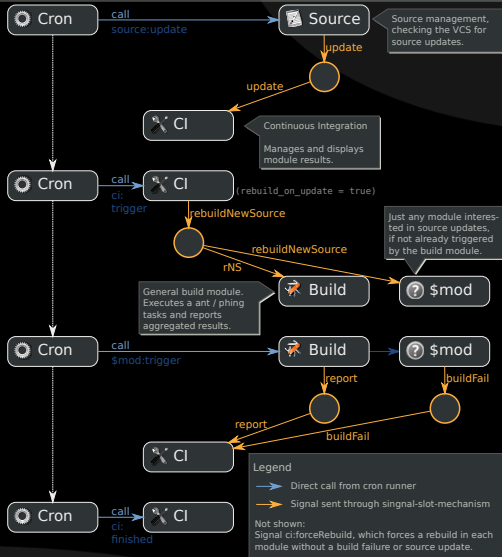 Cron
call
source:update
Source
Source management,
checking the VCS for
source updates.
update
update
CI
Continuous Integration
Manages and displays
module results.
Cron
call
ci:
trigger
CI
(rebuild_on_update = true)
rebuildNewSource
Just any module interes-
ted in source updates,
if not already triggered
by the build module.
rebuildNewSource
rNS
General build module.
Executes a ant / phing
tasks and reports
aggregated results.
Build
$mod
Cron
call
$mod:trigger
Build
$mod
report
buildFail
report
buildFail
CI
Legend
Direct call from cron runner
Signal sent through singnal-slot-mechanism
Not shown:
Signal ci:forceRebuild, which forces a rebuild in each
module without a build failure or source update.
Cron
call
ci:
finished
CI